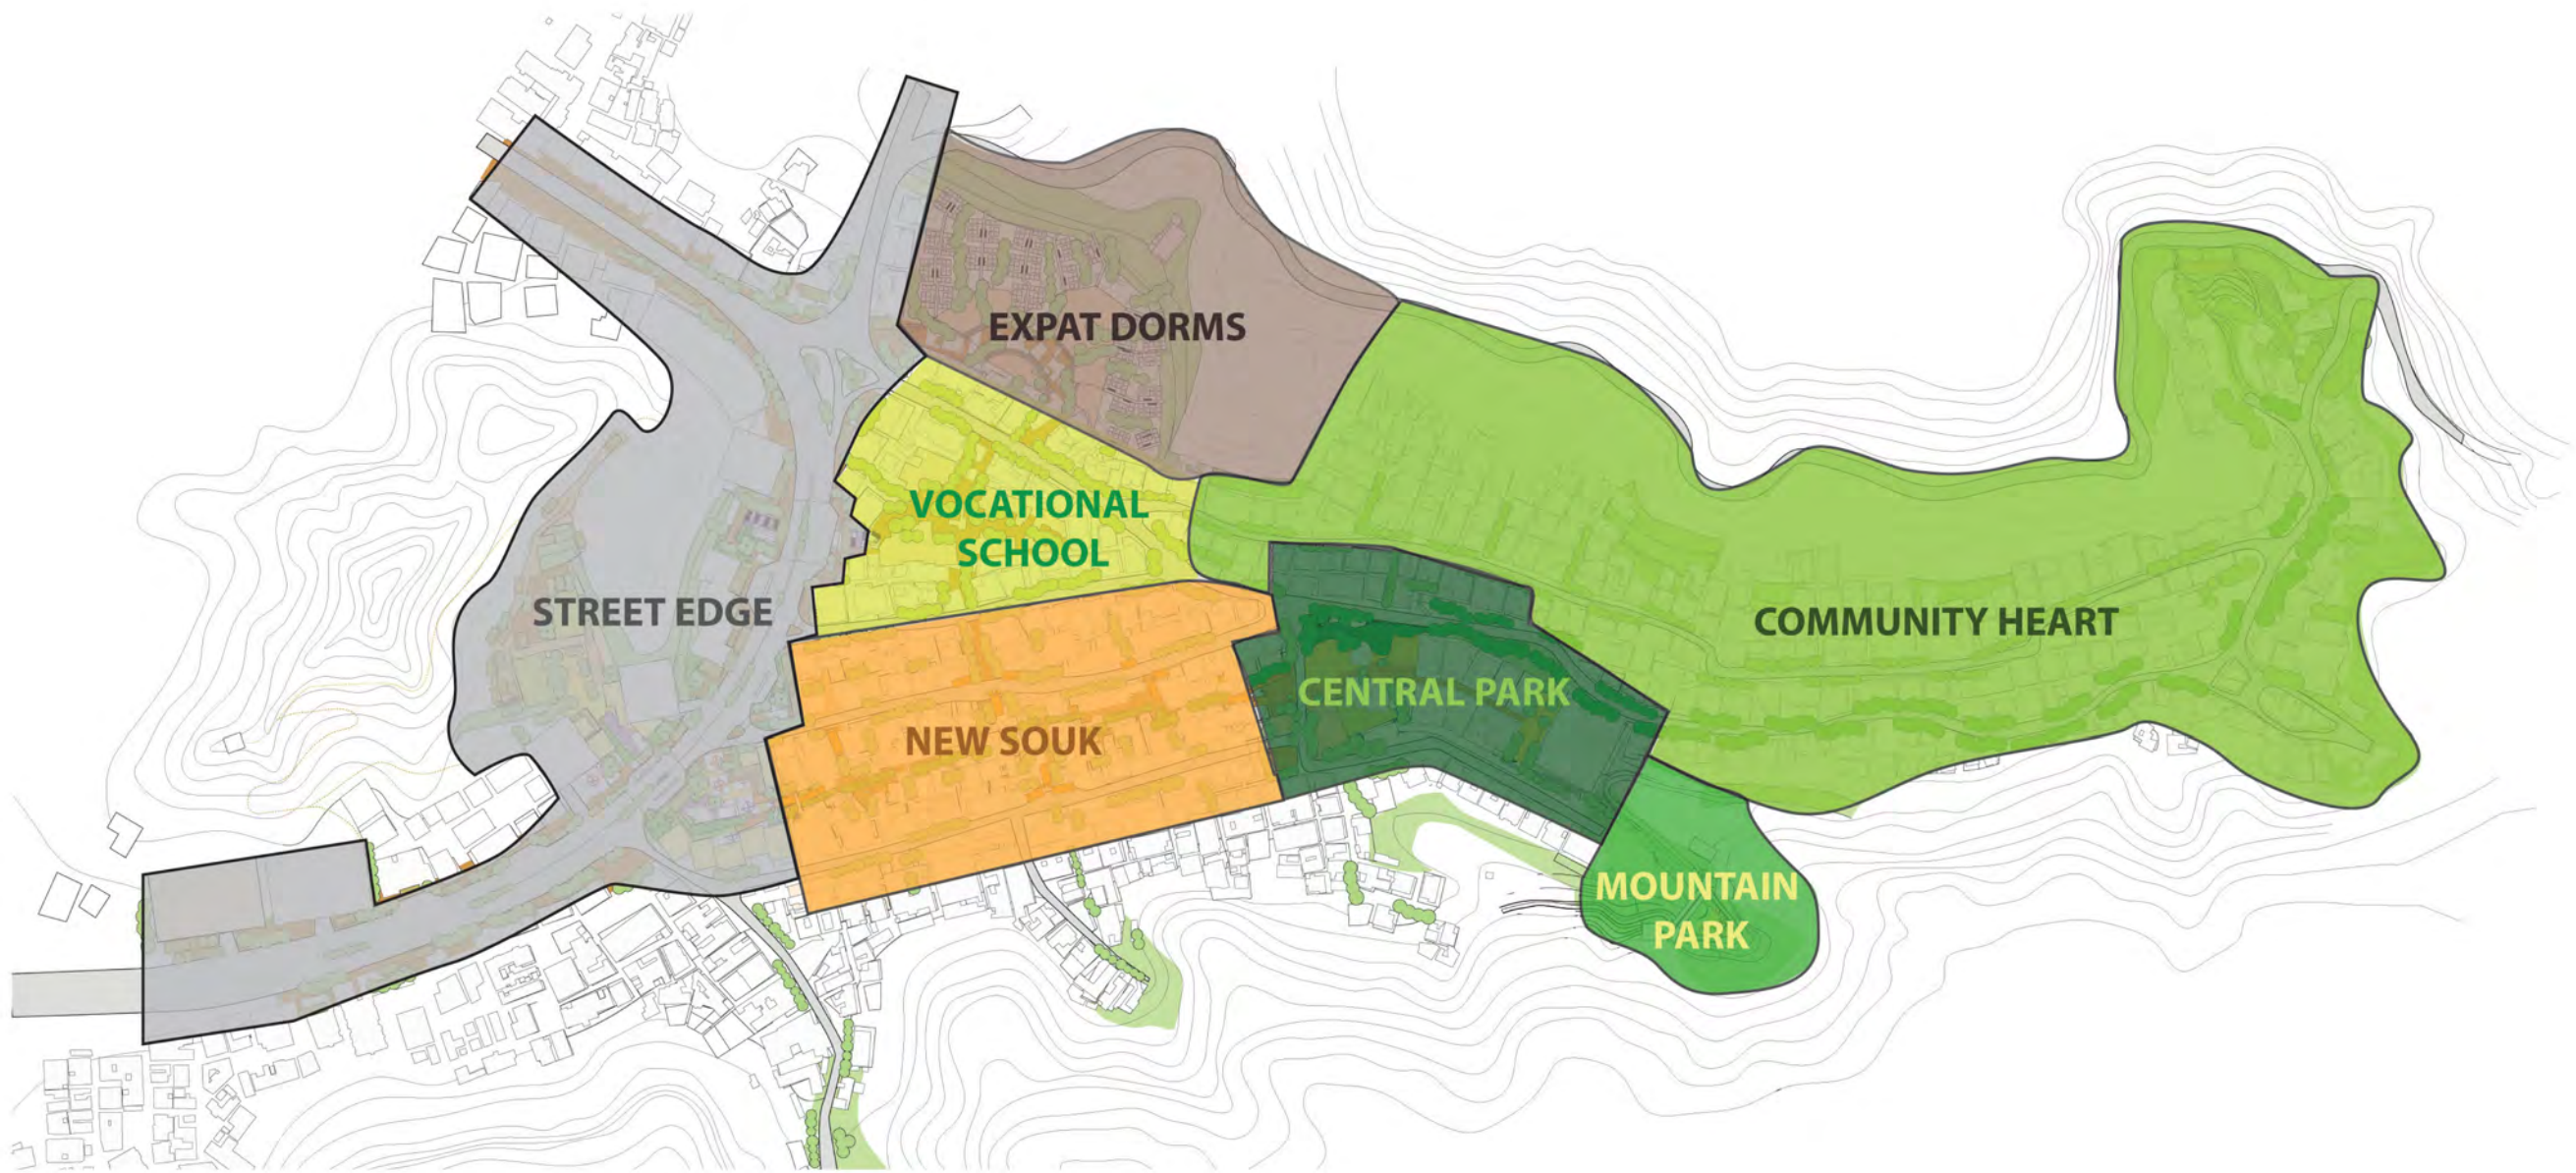 EXPAT DORMS
VOCATIONAL
SCHOOL
STREET EDGE
COMMUNITY HEART
CENTRAL PARK
NEW SOUK
MOUNTAIN
PARK